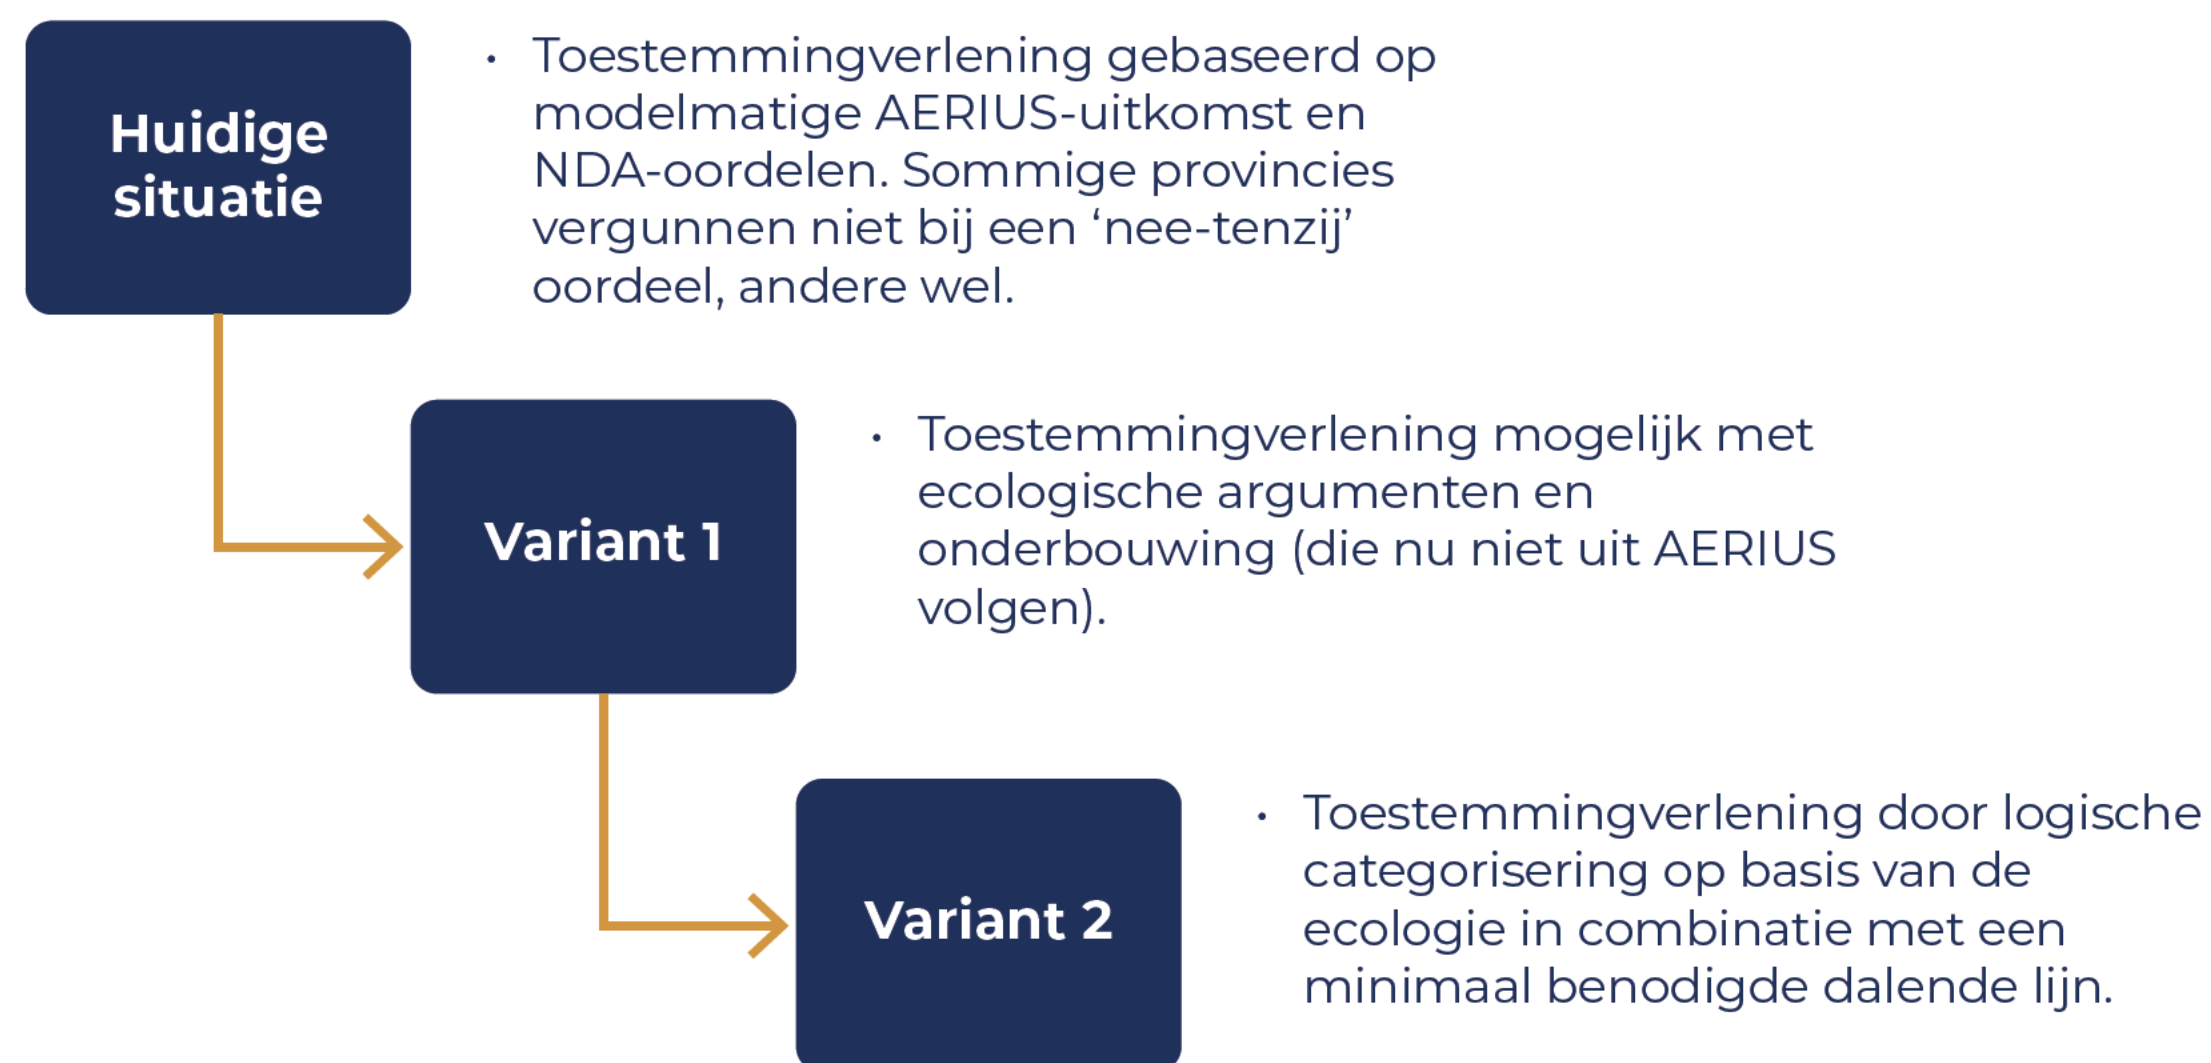 Huidige
situatie
• Toestemmingverlening gebaseerd op
modelmatige AERIUS-uitkomst en
NDA-oordelen. Sommige provincies
vergunnen niet bij een ‘nee-tenzij’
oordeel, andere wel.
Variant 1
• Toestemmingverlening mogelijk met
ecologische argumenten en
onderbouwing (die nu niet uit AERIUS
volgen).
Variant 2
• Toestemmingverlening door logische
categorisering op basis van de
ecologie in combinatie met een
minimaal benodigde dalende lijn.